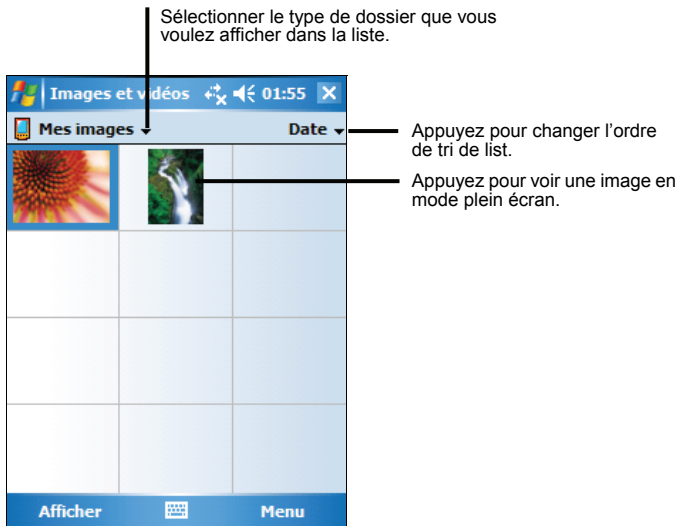 Sélectionner le type de dossier que vous
voulez afficher dans la liste.
Images et vidéos 01:55
Mes images Date
Appuyez pour changer l’ordre
de tri de list.
Appuyez pour voir une image en
mode plein écran.
Afficher Menu